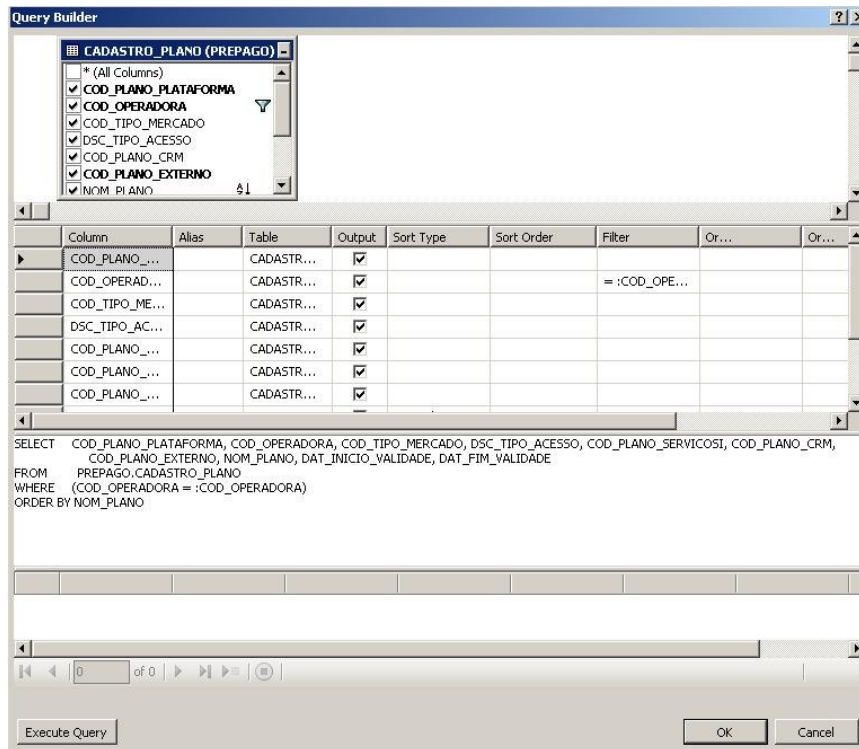 Query Builder
CADASTRO_PLANO (PREPAGO)
* (All Columns)
COD_PLANO_PLATAFORMA
COD_OPERADORA
COD_TIPO_MERCADO
DSC_TIPO_ACESSO
COD_PLANO_CRM
COD_PLANO_EXTERNO
NOM_PLANO
Column Alias Table Output Sort Type Sort Order Filter Or... Or...
COD_PLANO_... CADASTR...
COD_OPERAD... CADASTR... = :COD_OPE...
COD_TIPO_ME... CADASTR...
DSC_TIPO_AC... CADASTR...
COD_PLANO_... CADASTR...
COD_PLANO_... CADASTR...
COD_PLANO_... CADASTR...
SELECT COD_PLANO_PLATAFORMA, COD_OPERADORA, COD_TIPO_MERCADO, DSC_TIPO_ACESSO, COD_PLANO_SERVICOSI, COD_PLANO_CRM,
COD_PLANO_EXTERNO, NOM_PLANO, DAT_INICIO_VALIDADE, DAT_FIM_VALIDADE
FROM PREPAGO.CADASTRO_PLANO
WHERE (COD_OPERADORA = :COD_OPERADORA)
ORDER BY NOM_PLANO
0 of 0
Execute Query OK Cancel